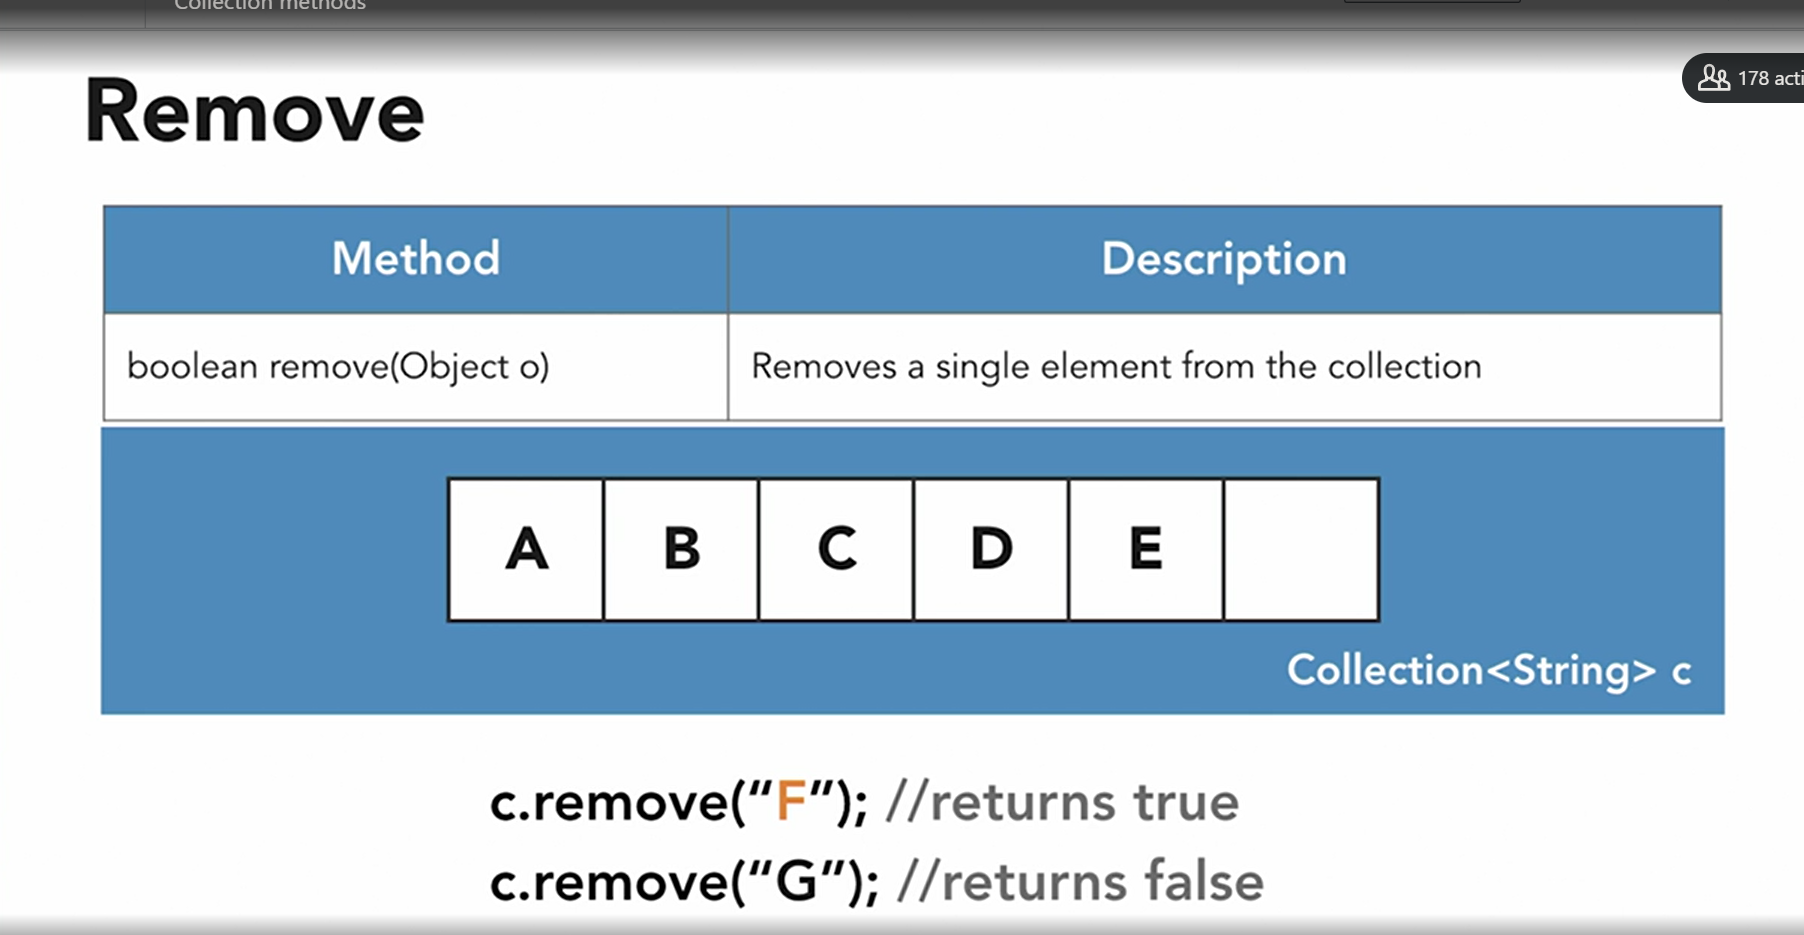 Collection methods
178 acti
Remove
Method
Description
boolean remove(Object o)
Removes a single element from the collection
A B C D E
Collection<String> c
c.remove(“F”); //returns true
c.remove(“G”); //returns false